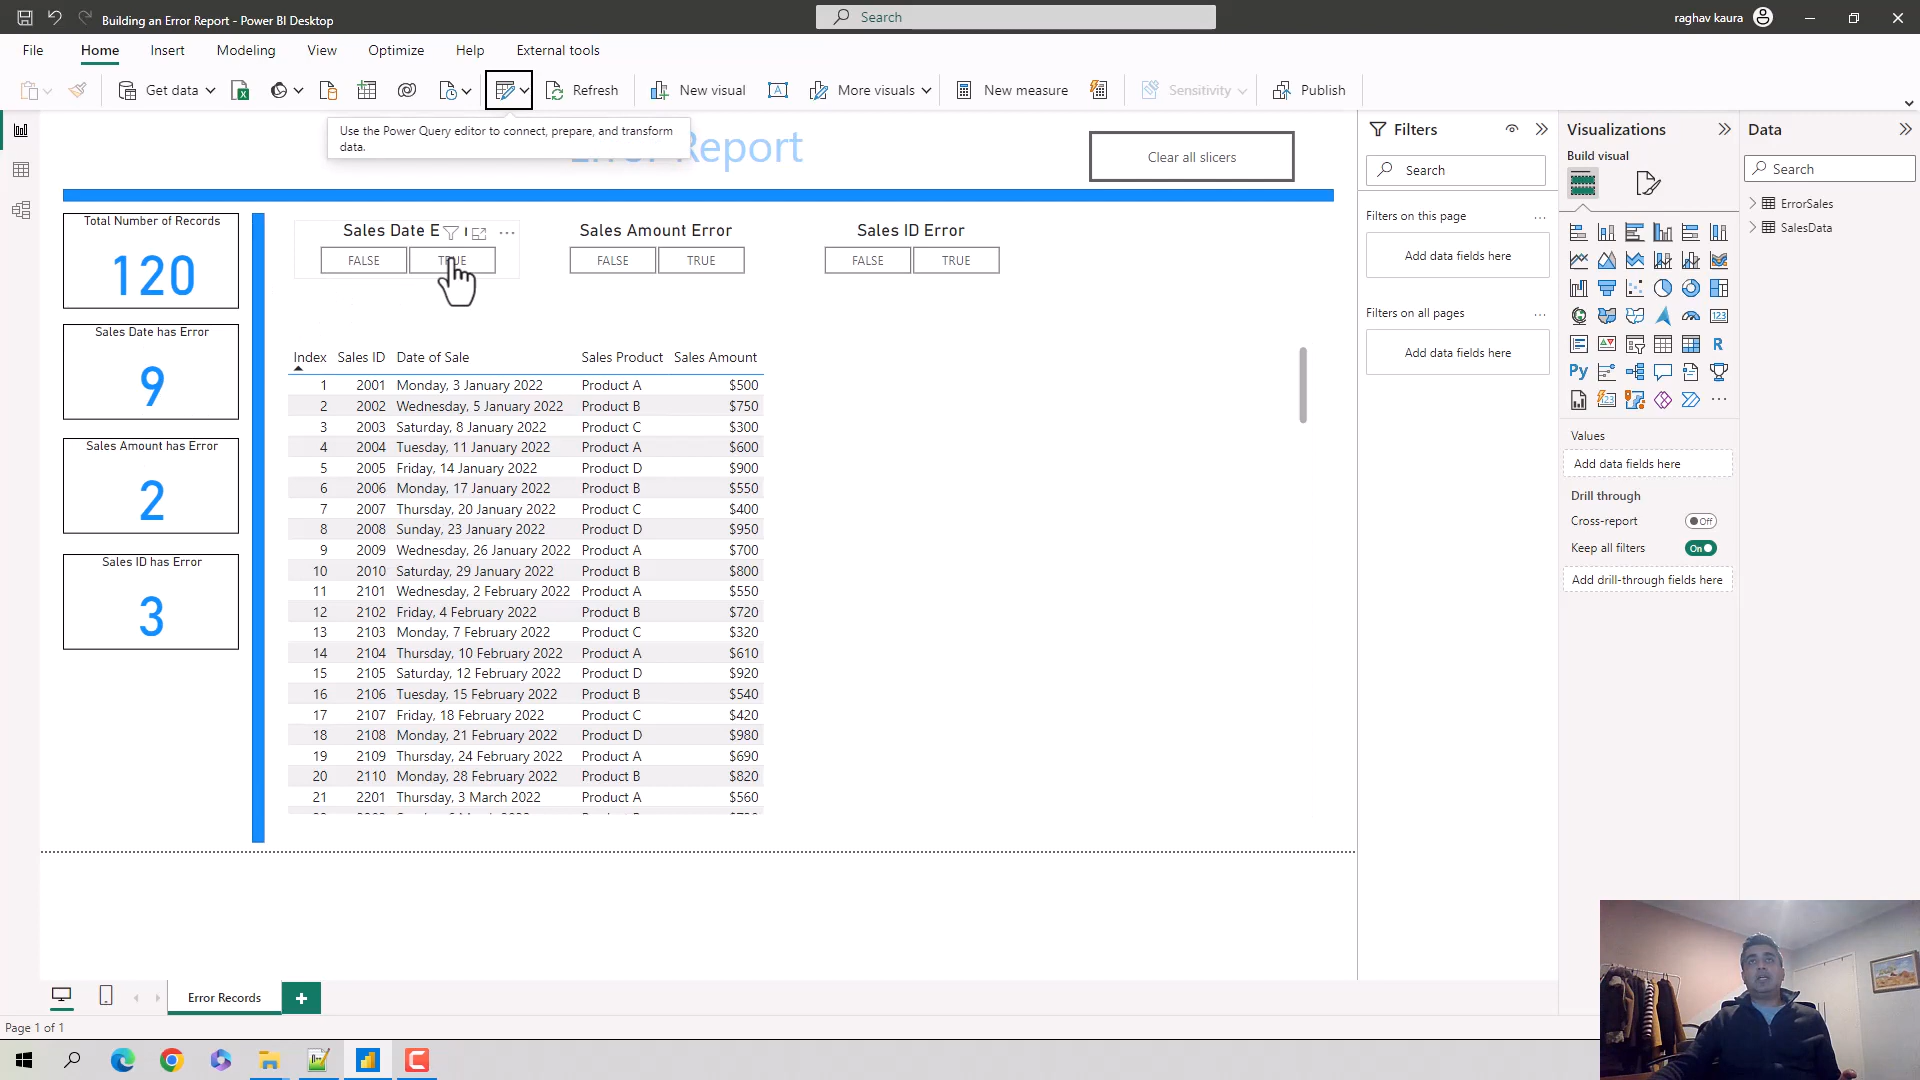 Building an Error Report - Power BI Desktop
Search
raghav kaura
File
Home
Insert
Modeling
View
Optimize
Help
External tools
Get data
Refresh
New visual
More visuals
New measure
Sensitivity
Publish
Use the Power Query editor to connect, prepare, and transform
data.
Report
Clear all slicers
Total Number of Records
120
Sales Date has Error
9
Sales Amount has Error
2
Sales ID has Error
3
Sales Date E
FALSE
TRUE
Sales Amount Error
FALSE
TRUE
Sales ID Error
FALSE
TRUE
Index Sales ID Date of Sale Sales Product Sales Amount
1 2001 Monday, 3 January 2022 Product A $500
2 2002 Wednesday, 5 January 2022 Product B $750
3 2003 Saturday, 8 January 2022 Product C $300
4 2004 Tuesday, 11 January 2022 Product A $600
5 2005 Friday, 14 January 2022 Product D $900
6 2006 Monday, 17 January 2022 Product B $550
7 2007 Thursday, 20 January 2022 Product C $400
8 2008 Sunday, 23 January 2022 Product D $950
9 2009 Wednesday, 26 January 2022 Product A $700
10 2010 Saturday, 29 January 2022 Product B $800
11 2101 Wednesday, 2 February 2022 Product A $550
12 2102 Friday, 4 February 2022 Product B $720
13 2103 Monday, 7 February 2022 Product C $320
14 2104 Thursday, 10 February 2022 Product A $610
15 2105 Saturday, 12 February 2022 Product D $920
16 2106 Tuesday, 15 February 2022 Product B $540
17 2107 Friday, 18 February 2022 Product C $420
18 2108 Monday, 21 February 2022 Product D $980
19 2109 Thursday, 24 February 2022 Product A $690
20 2110 Monday, 28 February 2022 Product B $820
21 2201 Thursday, 3 March 2022 Product A $560
Filters
Search
Filters on this page
Add data fields here
Filters on all pages
Add data fields here
Visualizations
Build visual
123
R
Py
Values
Add data fields here
Drill through
Cross-report
Off
Keep all filters
On
Add drill-through fields here
Data
Search
ErrorSales
SalesData
Error Records
Page 1 of 1